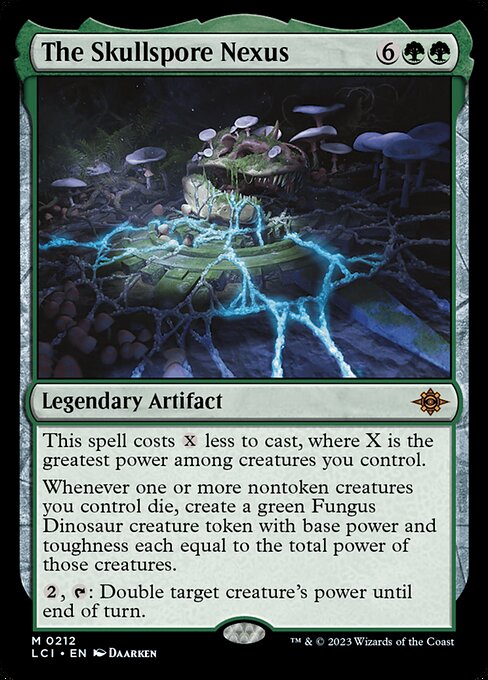 The Skullspore Nexus 6
Legendary Artifact
This spell costs X less to cast, where X is the
greatest power among creatures you control.
Whenever one or more nontoken creatures
you control die, create a green Fungus
Dinosaur creature token with base power and
toughness each equal to the total power of
those creatures.
2, : Double target creature's power until
end of turn.
M 0212
LCI • EN Daarken
™ & © 2023 Wizards of the Coast